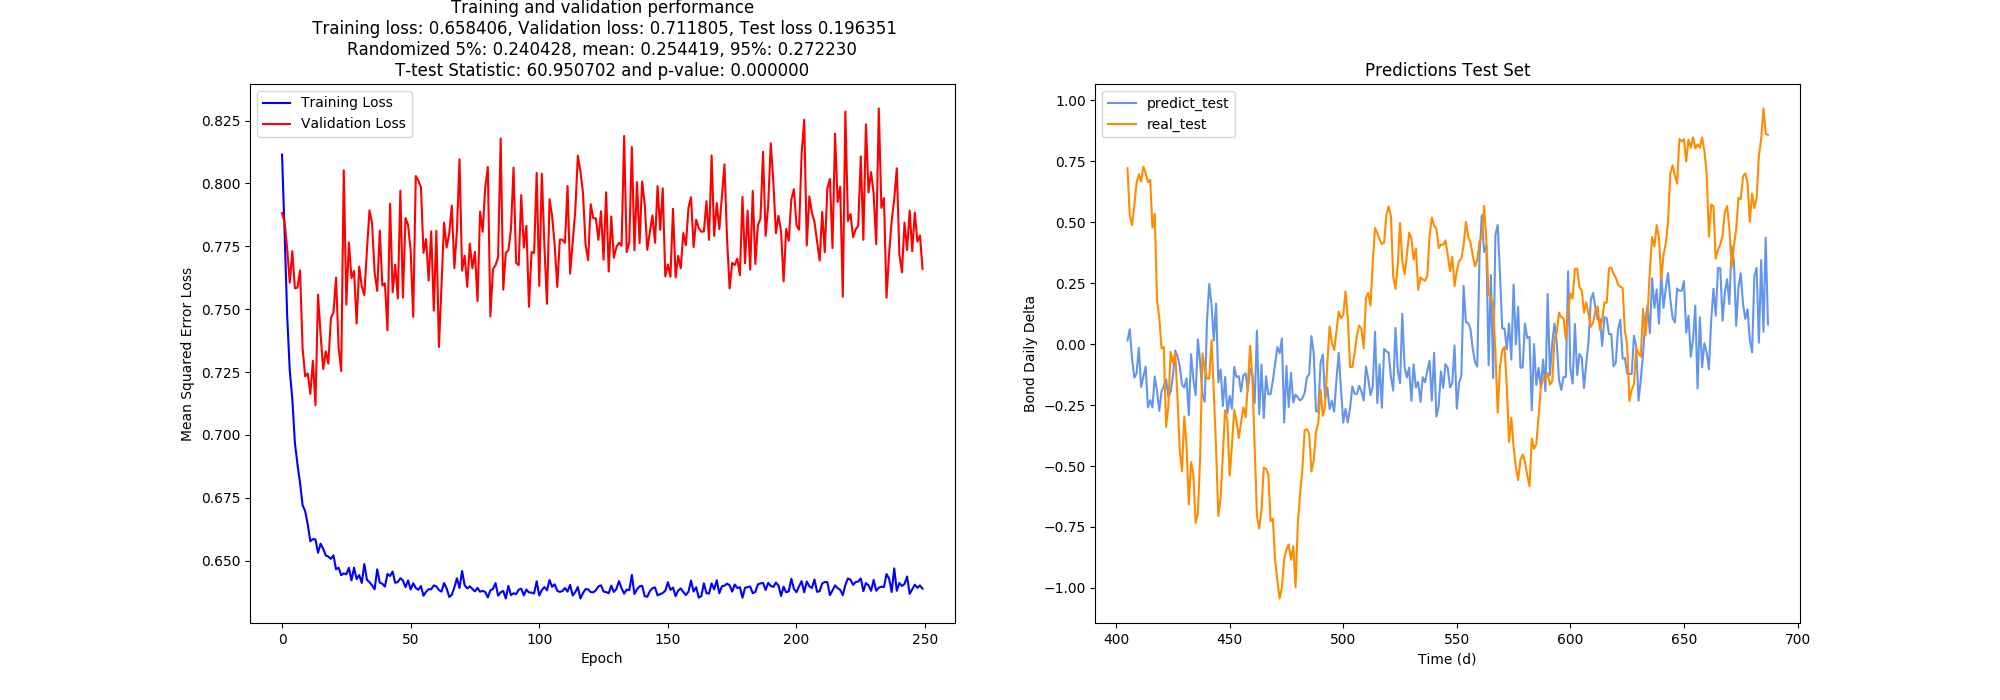 Training and validation performance
Training loss: 0.658406, Validation loss: 0.711805, Test loss 0.196351
Randomized 5%: 0.240428, mean: 0.254419, 95%: 0.272230
T-test Statistic: 60.950702 and p-value: 0.000000
Training Loss
Validation Loss
0.825
0.800
0.775
0.750
0.725
0.700
0.675
0.650
Mean Squared Error Loss
0 50 100 150 200 250
Epoch
Predictions Test Set
predict_test
real_test
1.00
0.75
0.50
0.25
0.00
−0.25
−0.50
−0.75
−1.00
Bond Daily Delta
400 450 500 550 600 650 700
Time (d)